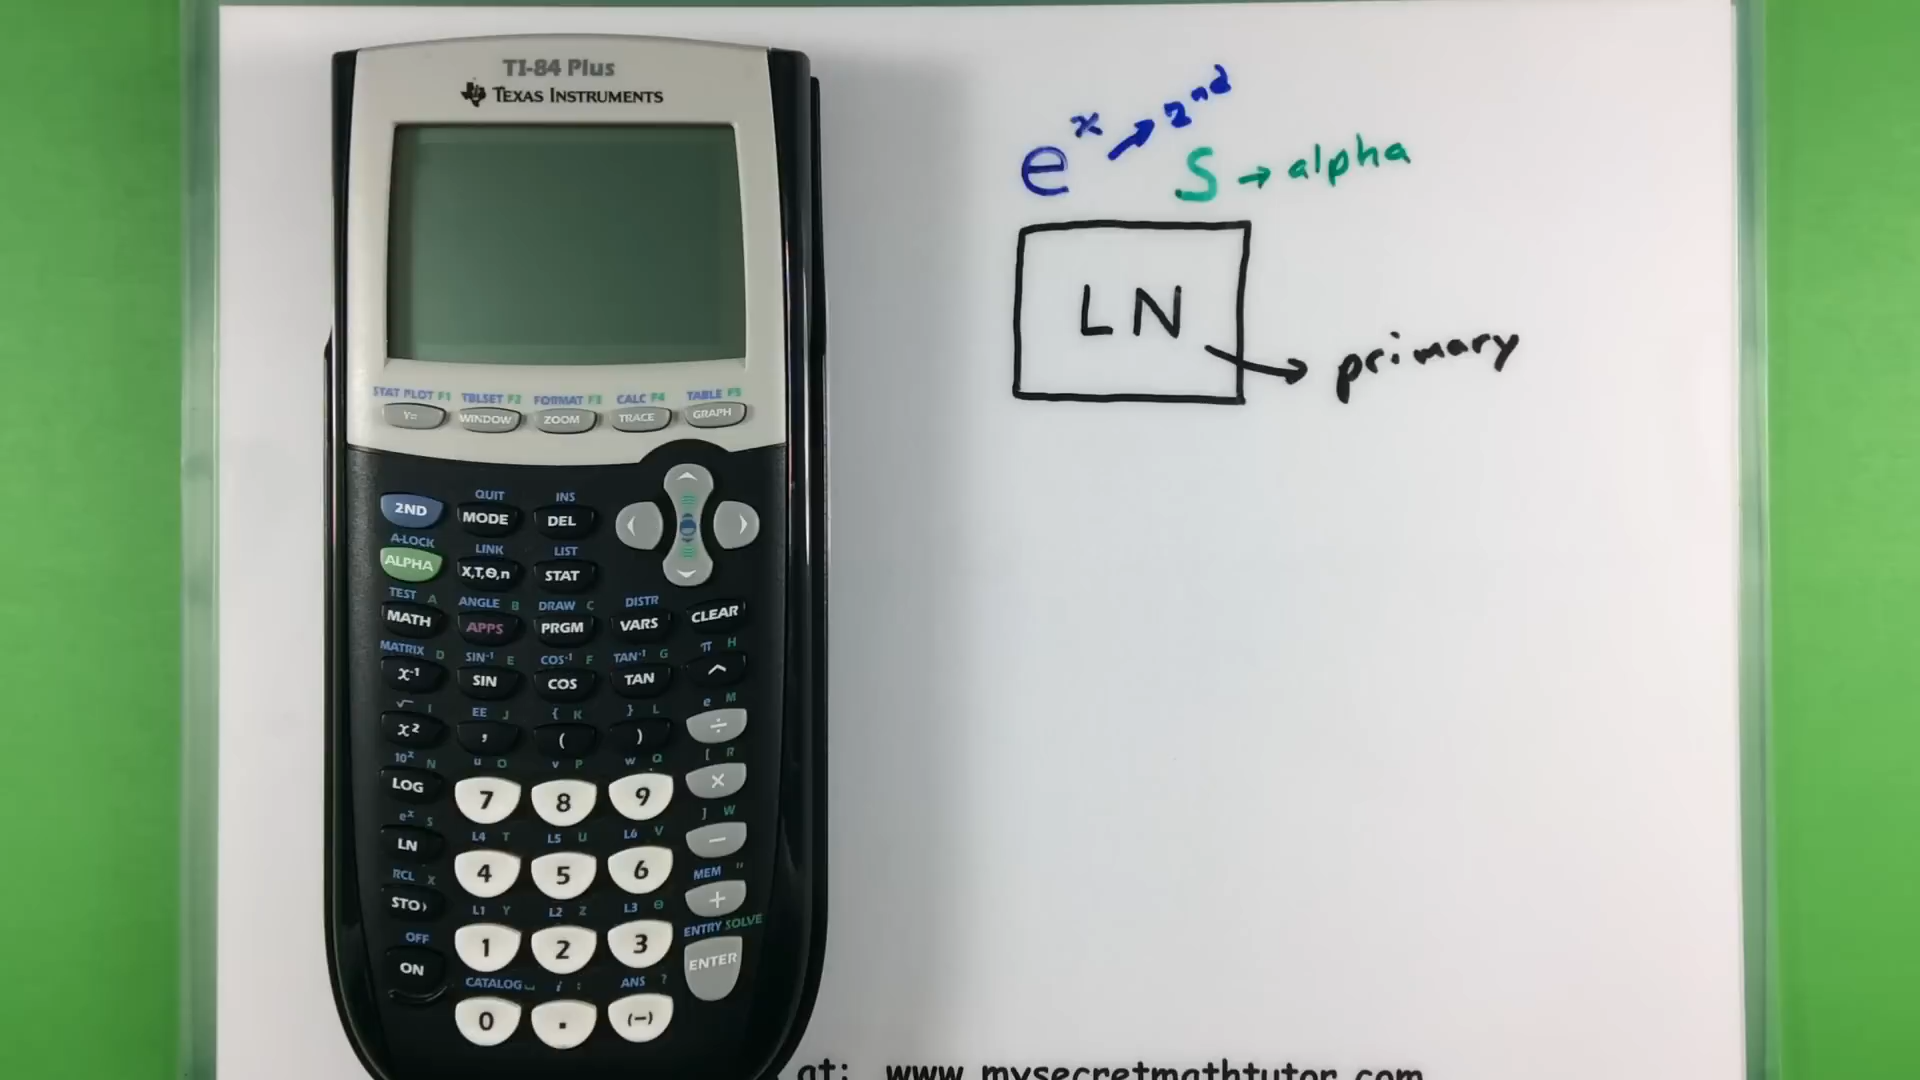 TI-84 Plus
TEXAS INSTRUMENTS
STAT PLOT F1 TBLSET F2 FORMAT F3 CALC F4 TABLE F5
Y= WINDOW ZOOM TRACE GRAPH
QUIT INS
2ND MODE DEL
A-LOCK LINK LIST
ALPHA X,T,Θ,n STAT
TEST A ANGLE B DRAW C DISTR
MATH APPS PRGM VARS CLEAR
MATRIX D SIN⁻¹ E COS⁻¹ F TAN⁻¹ G π H
x⁻¹ SIN COS TAN ^
√ I EE J { K } L e M
x² , ( ) ÷
10ˣ N u O v P w Q [ R
LOG 7 8 9 ×
eˣ S L4 T L5 U L6 V ] W
LN 4 5 6 −
RCL X L1 Y L2 Z L3 Θ MEM "
STO› 1 2 3 +
OFF CATALOG ⎵ i : ANS ? ENTRY SOLVE
ON 0 . (−) ENTER
eˣ → 2ⁿᵈ
S → alpha
LN → primary
at: www.mysecretmathtutor.com